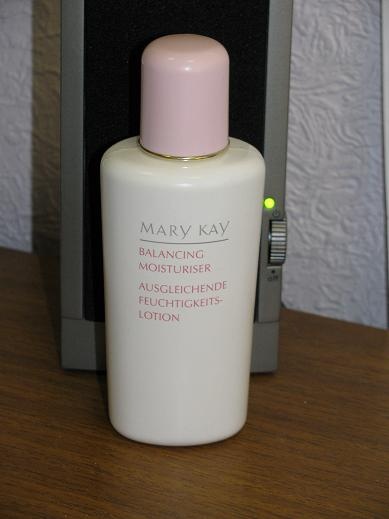 MARY KAY
BALANCING
MOISTURISER
AUSGLEICHENDE
FEUCHTIGKEITS-
LOTION